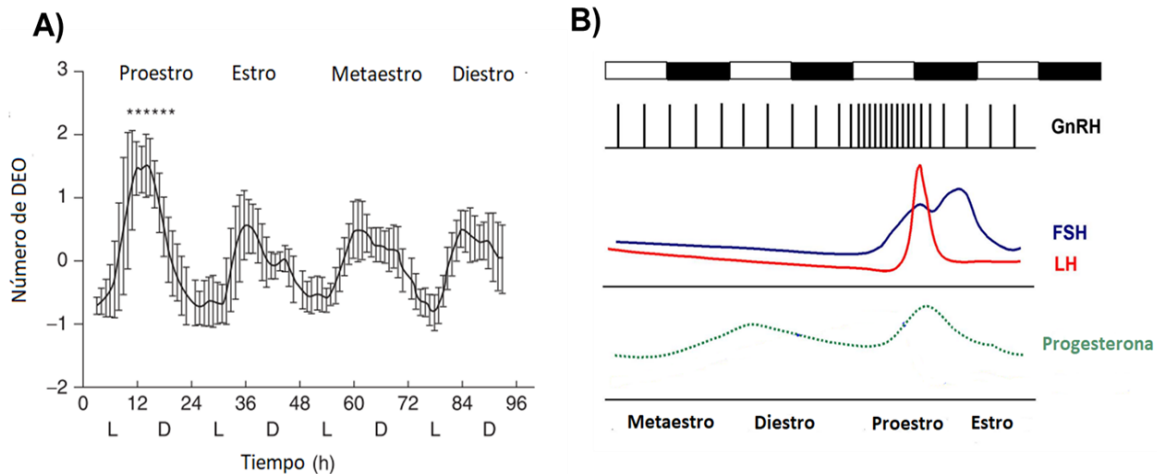 A)
Proestro Estro Metaestro Diestro
******
Número de DEO
3
2
1
0
−1
−2
0 12 24 36 48 60 72 84 96
L D L D L D L D
Tiempo (h)
B)
GnRH
FSH
LH
Progesterona
Metaestro Diestro Proestro Estro